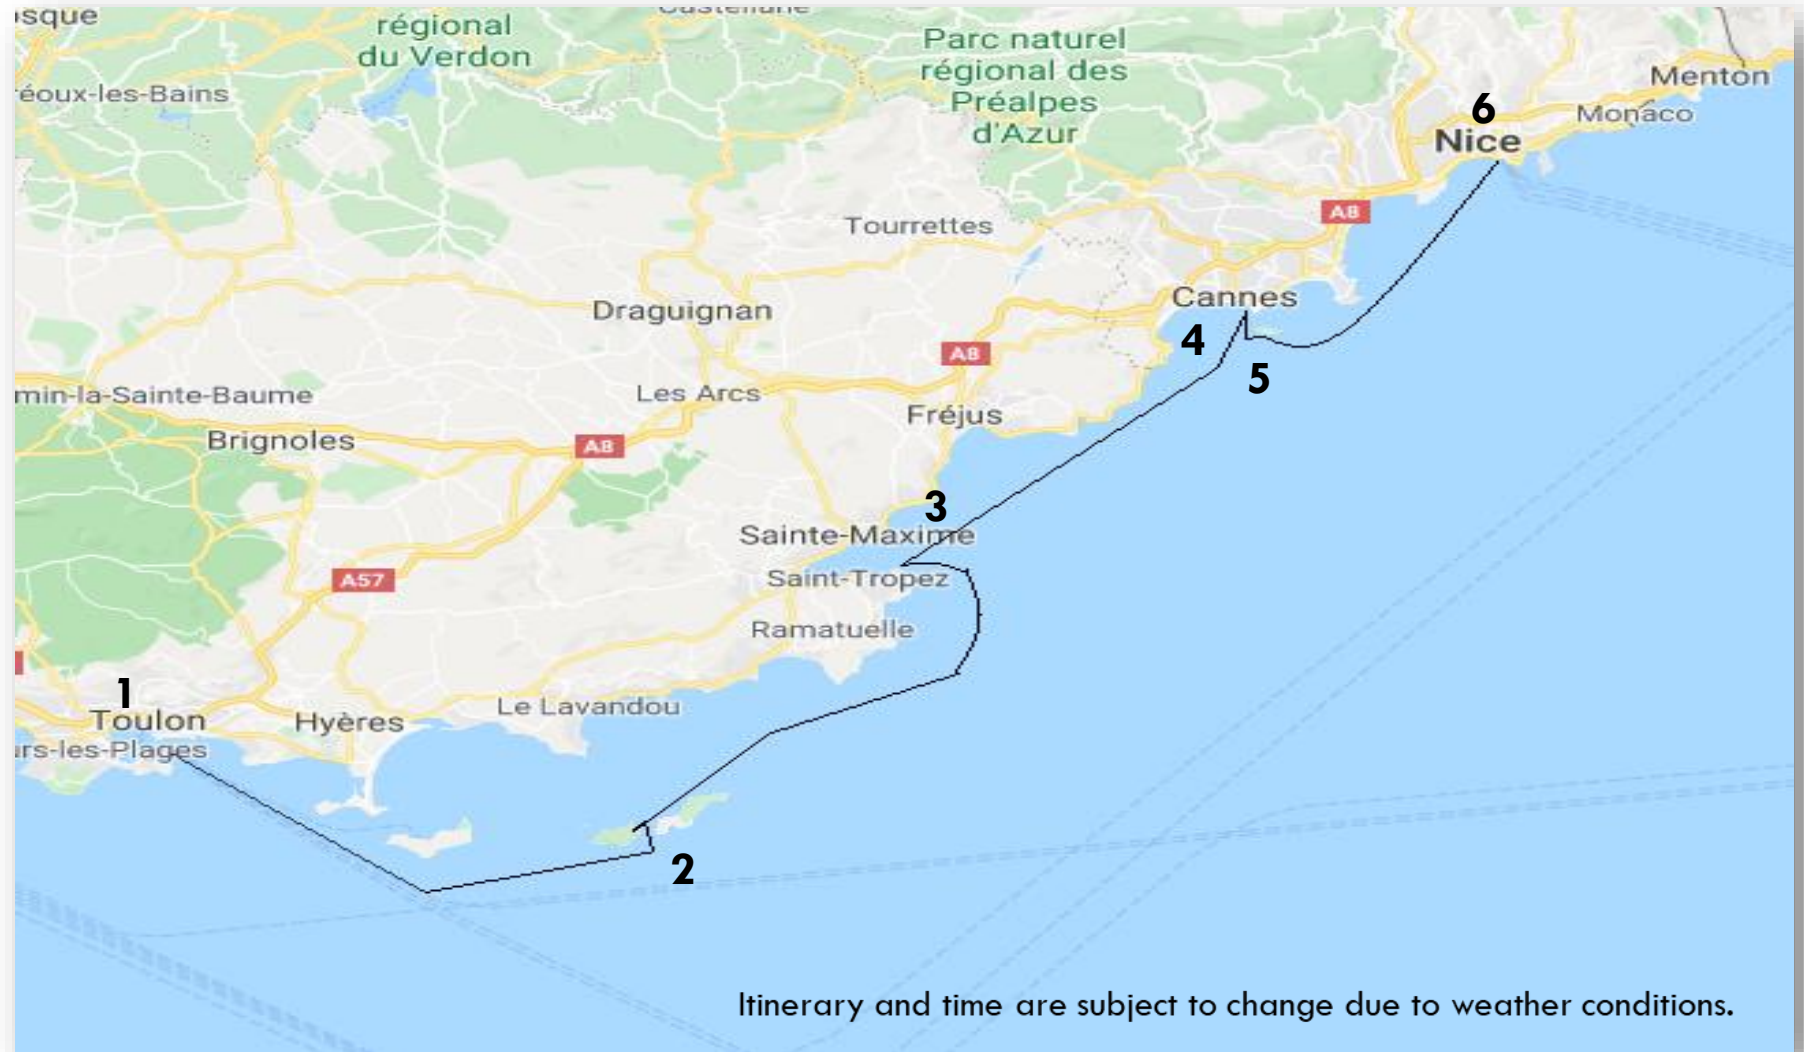 osque
régional
du Verdon
Castellane
Parc naturel
régional des
Préalpes
d'Azur
Menton
Monaco
éoux-les-Bains
6
Nice
A8
Tourrettes
Cannes
Draguignan
4
5
A8
Les Arcs
min-la-Sainte-Baume
Fréjus
Brignoles
A8
3
Sainte-Maxime
A57
Saint-Tropez
Ramatuelle
1
Toulon
Hyères
Le Lavandou
rs-les-Plages
2
Itinerary and time are subject to change due to weather conditions.